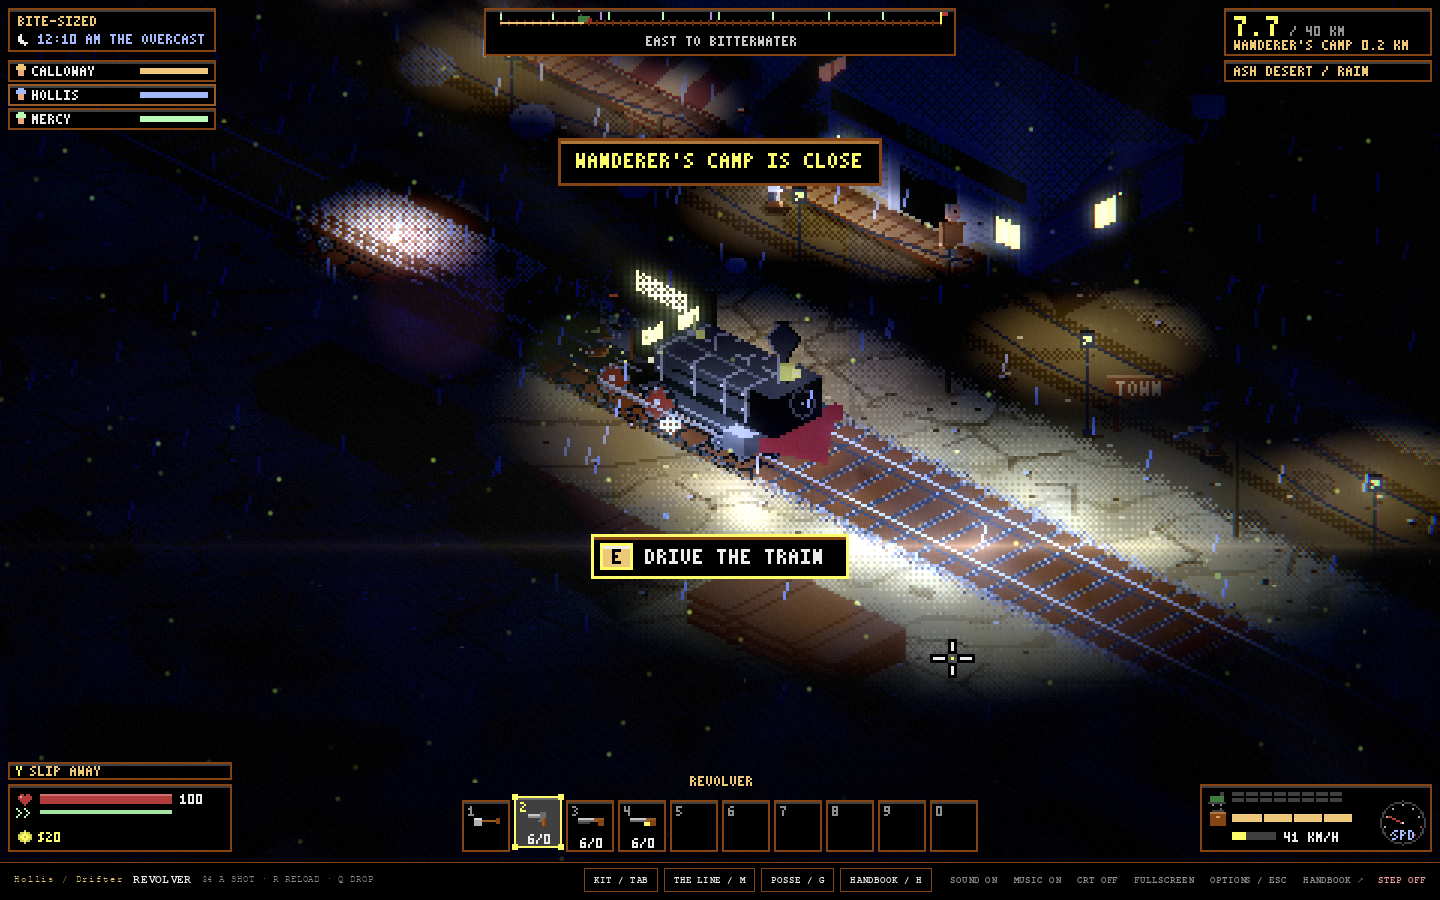 BITE-SIZED
12:10 AM THE OVERCAST
CALLOWAY
HOLLIS
MERCY
EAST TO BITTERWATER
7.7 / 40 KM
WANDERER'S CAMP 0.2 KM
ASH DESERT / RAIN
WANDERER'S CAMP IS CLOSE
TOWN
E DRIVE THE TRAIN
Y SLIP AWAY
100
$20
REVOLVER
1 2 3 4 5 6 7 8 9 0
6/0 6/0 6/0
41 KM/H
SPD
Hollis / Drifter REVOLVER 34 A SHOT · R RELOAD · Q DROP
KIT / TAB THE LINE / M POSSE / G HANDBOOK / H SOUND ON MUSIC ON CRT OFF FULLSCREEN OPTIONS / ESC HANDBOOK ↗ STEP OFF